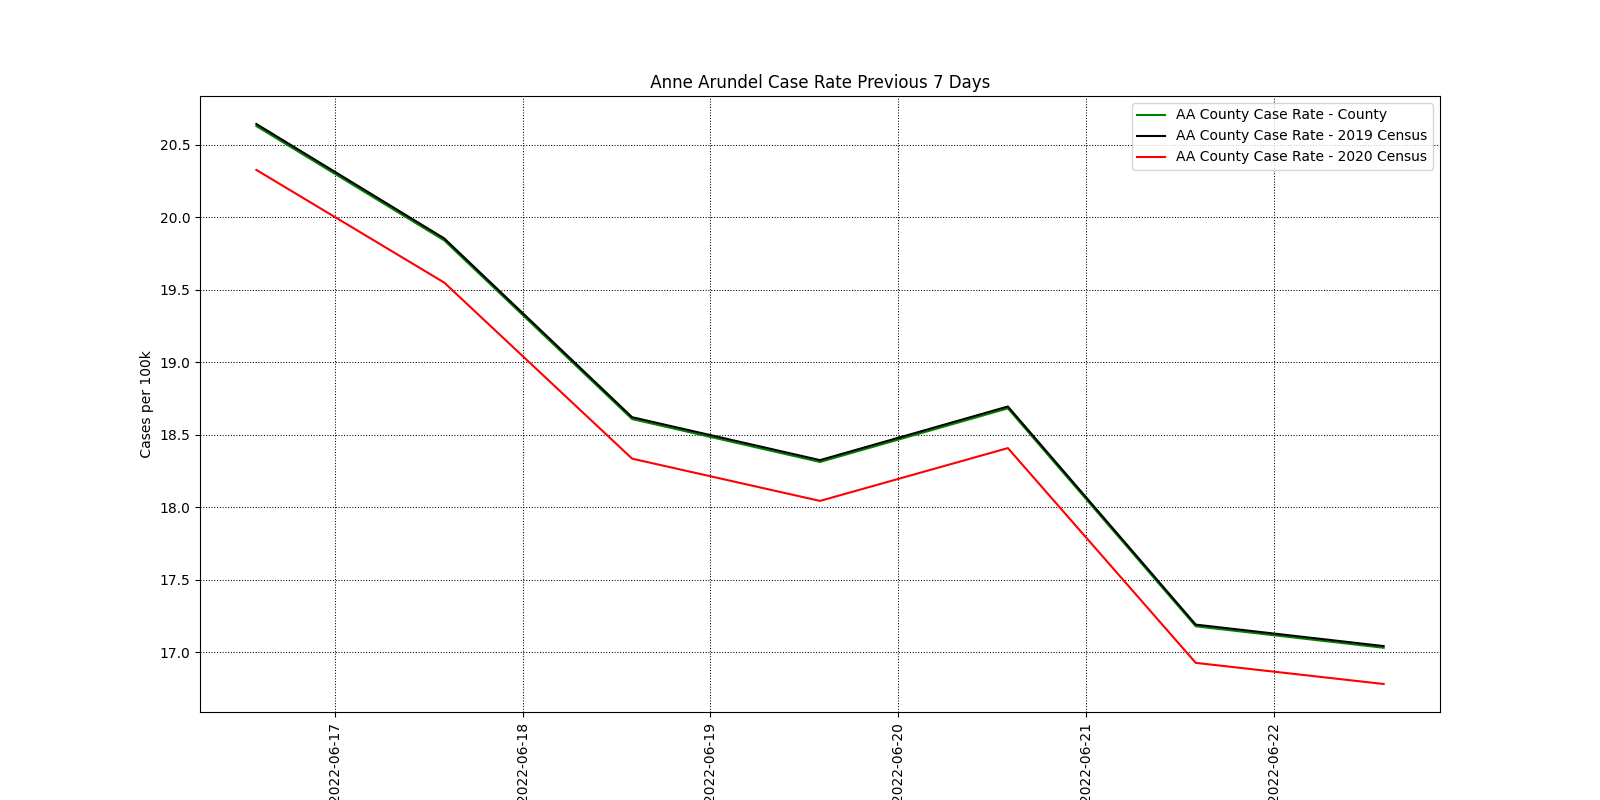 Anne Arundel Case Rate Previous 7 Days
AA County Case Rate - County
AA County Case Rate - 2019 Census
AA County Case Rate - 2020 Census
20.5
20.0
19.5
19.0
18.5
18.0
17.5
17.0
Cases per 100k
2022-06-17
2022-06-18
2022-06-19
2022-06-20
2022-06-21
2022-06-22